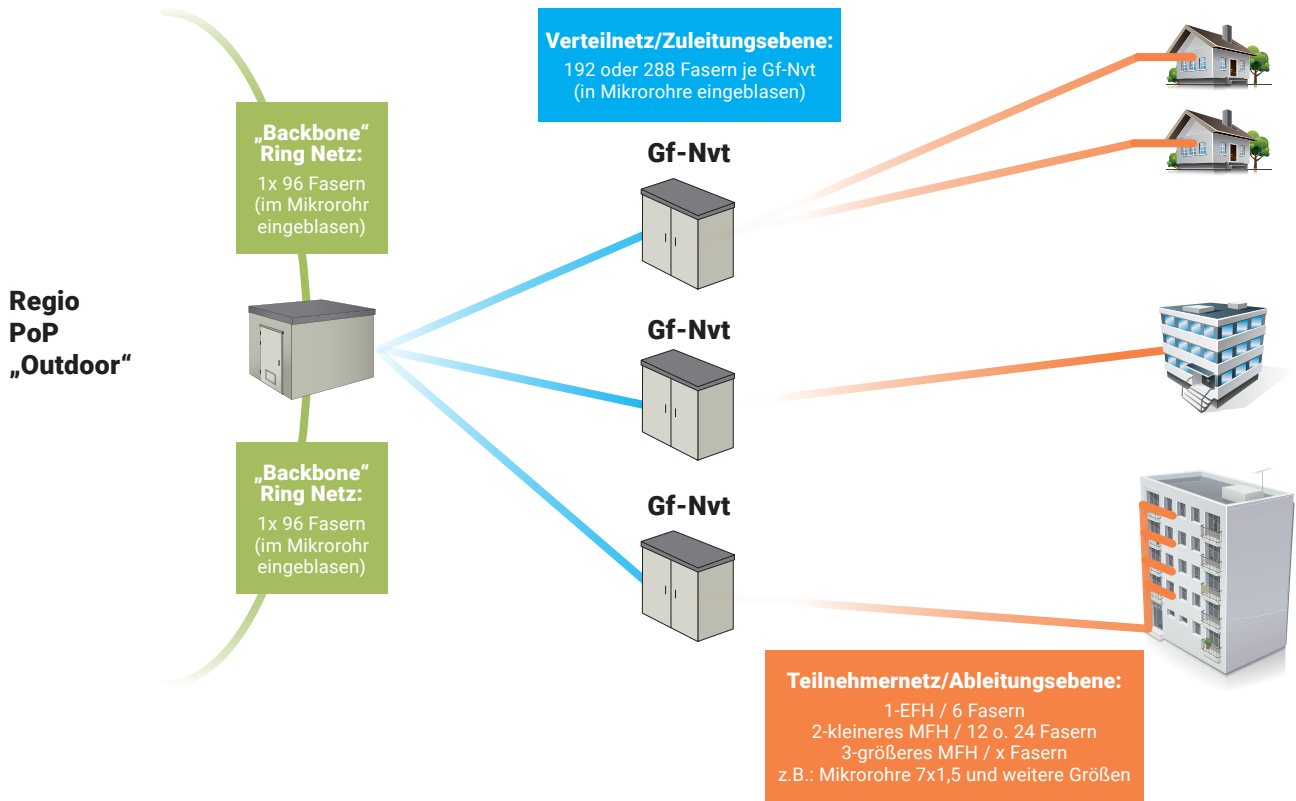 Verteilnetz/Zuleitungsebene:
192 oder 288 Fasern je Gf-Nvt
(in Mikrorohre eingeblasen)
„Backbone“
Ring Netz:
1x 96 Fasern
(im Mikrorohr
eingeblasen)
Gf-Nvt
Regio
PoP
„Outdoor“
Gf-Nvt
„Backbone“
Ring Netz:
1x 96 Fasern
(im Mikrorohr
eingeblasen)
Gf-Nvt
Teilnehmernetz/Ableitungsebene:
1-EFH / 6 Fasern
2-kleineres MFH / 12 o. 24 Fasern
3-größeres MFH / x Fasern
z.B.: Mikrorohre 7x1,5 und weitere Größen